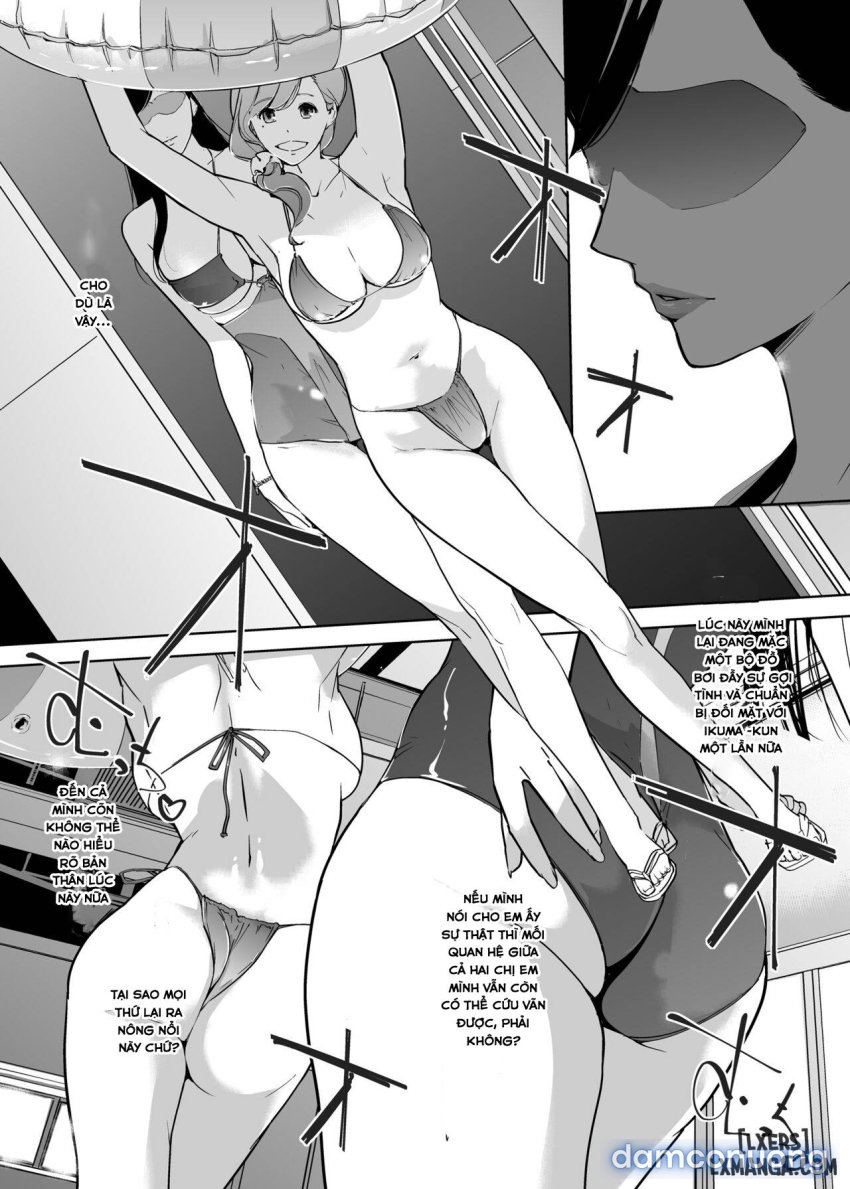 CHO
DÙ LÀ
VẬY...
LÚC NÀY MÌNH
LẠI ĐANG MẶC
MỘT BỘ ĐỒ
BƠI ĐẦY SỰ GỢI
TÌNH VÀ CHUẨN
BỊ ĐỐI MẶT VỚI
IKUMA -KUN
MỘT LẦN NỮA
ĐẾN CẢ
MÌNH CÒN
KHÔNG THỂ
NÀO HIỂU
RÕ BẢN
THÂN LÚC
NÀY NỮA
NẾU MÌNH
NÓI CHO EM ẤY
SỰ THẬT THÌ MỐI
QUAN HỆ GIỮA
CẢ HAI CHỊ EM
MÌNH VẪN CÒN
CÓ THỂ CỨU VÃN
ĐƯỢC, PHẢI
KHÔNG?
TẠI SAO MỌI
THỨ LẠI RA
NÔNG NỖI
NÀY CHỨ?
[LXERS]
LXMANGA.COM
damconuong